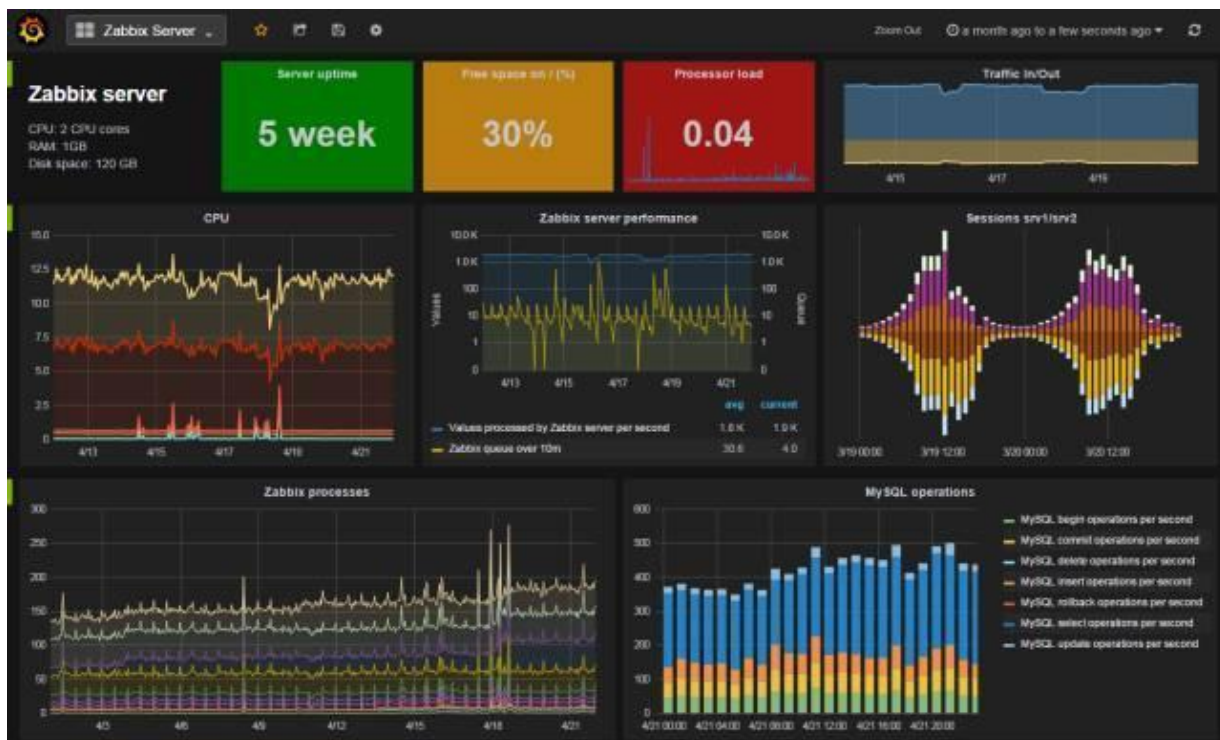 Zabbix Server
Zoom Out
a month ago to a few seconds ago
Zabbix server
CPU: 2 CPU cores
RAM: 1GB
Disk space: 120 GB
Server uptime
5 week
Free space on / (%)
30%
Processor load
0.04
Traffic In/Out
4/15 4/17 4/19
CPU
15.0
12.5
10.0
7.5
5.0
2.5
0
4/13 4/15 4/17 4/19 4/21
Zabbix server performance
10.0 K 10.0 K
1.0 K 1.0 K
100 100
10 10
1 1
0 0
Values
Queue
4/13 4/15 4/17 4/19 4/21
avg current
Values processed by Zabbix server per second 1.8 K 1.9 K
Zabbix queue over 10m 30.6 4.0
Sessions srv1/srv2
3/19 00:00 3/19 12:00 3/20 00:00 3/20 12:00
Zabbix processes
300
250
200
150
100
50
0
4/3 4/6 4/9 4/12 4/15 4/18 4/21
MySQL operations
600
500
400
300
200
100
0
4/21 00:00 4/21 04:00 4/21 08:00 4/21 12:00 4/21 16:00 4/21 20:00
MySQL begin operations per second
MySQL commit operations per second
MySQL delete operations per second
MySQL insert operations per second
MySQL rollback operations per second
MySQL select operations per second
MySQL update operations per second